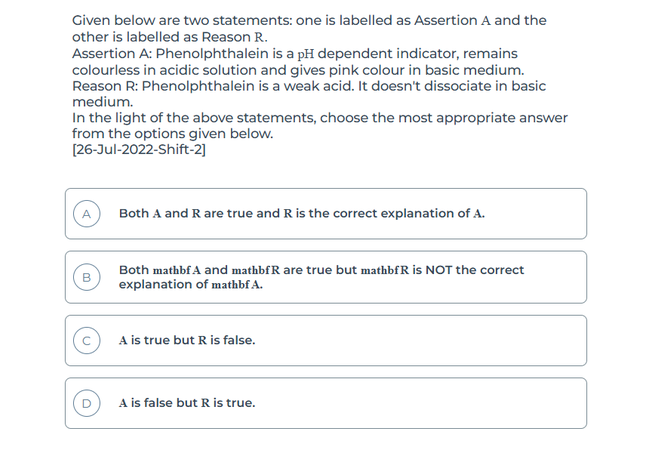 Given below are two statements: one is labelled as Assertion A and the
other is labelled as Reason R.
Assertion A: Phenolphthalein is a pH dependent indicator, remains
colourless in acidic solution and gives pink colour in basic medium.
Reason R: Phenolphthalein is a weak acid. It doesn't dissociate in basic
medium.
In the light of the above statements, choose the most appropriate answer
from the options given below.
[26-Jul-2022-Shift-2]
A Both A and R are true and R is the correct explanation of A.
B Both mathbf A and mathbfR are true but mathbfR is NOT the correct
explanation of mathbf A.
C A is true but R is false.
D A is false but R is true.